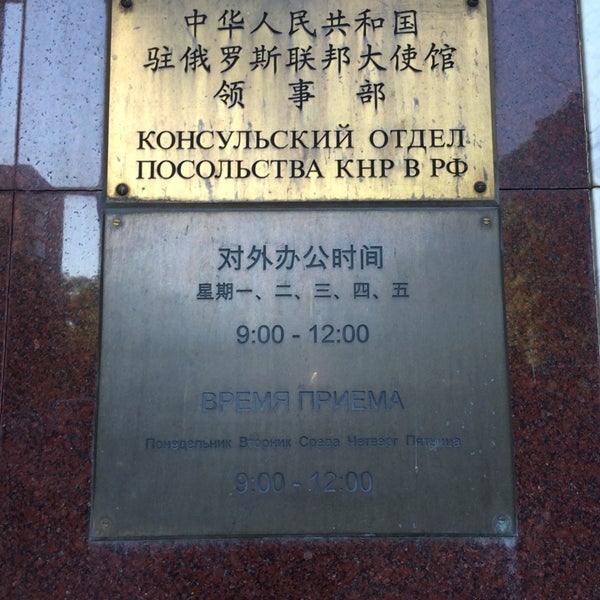 中华人民共和国
驻俄罗斯联邦大使馆
领事部
КОНСУЛЬСКИЙ ОТДЕЛ
ПОСОЛЬСТВА КНР В РФ
对外办公时间
星期一、二、三、四、五
9:00 - 12:00
ВРЕМЯ ПРИЕМА
Понедельник Вторник Среда Четверг Пятница
9:00 - 12:00